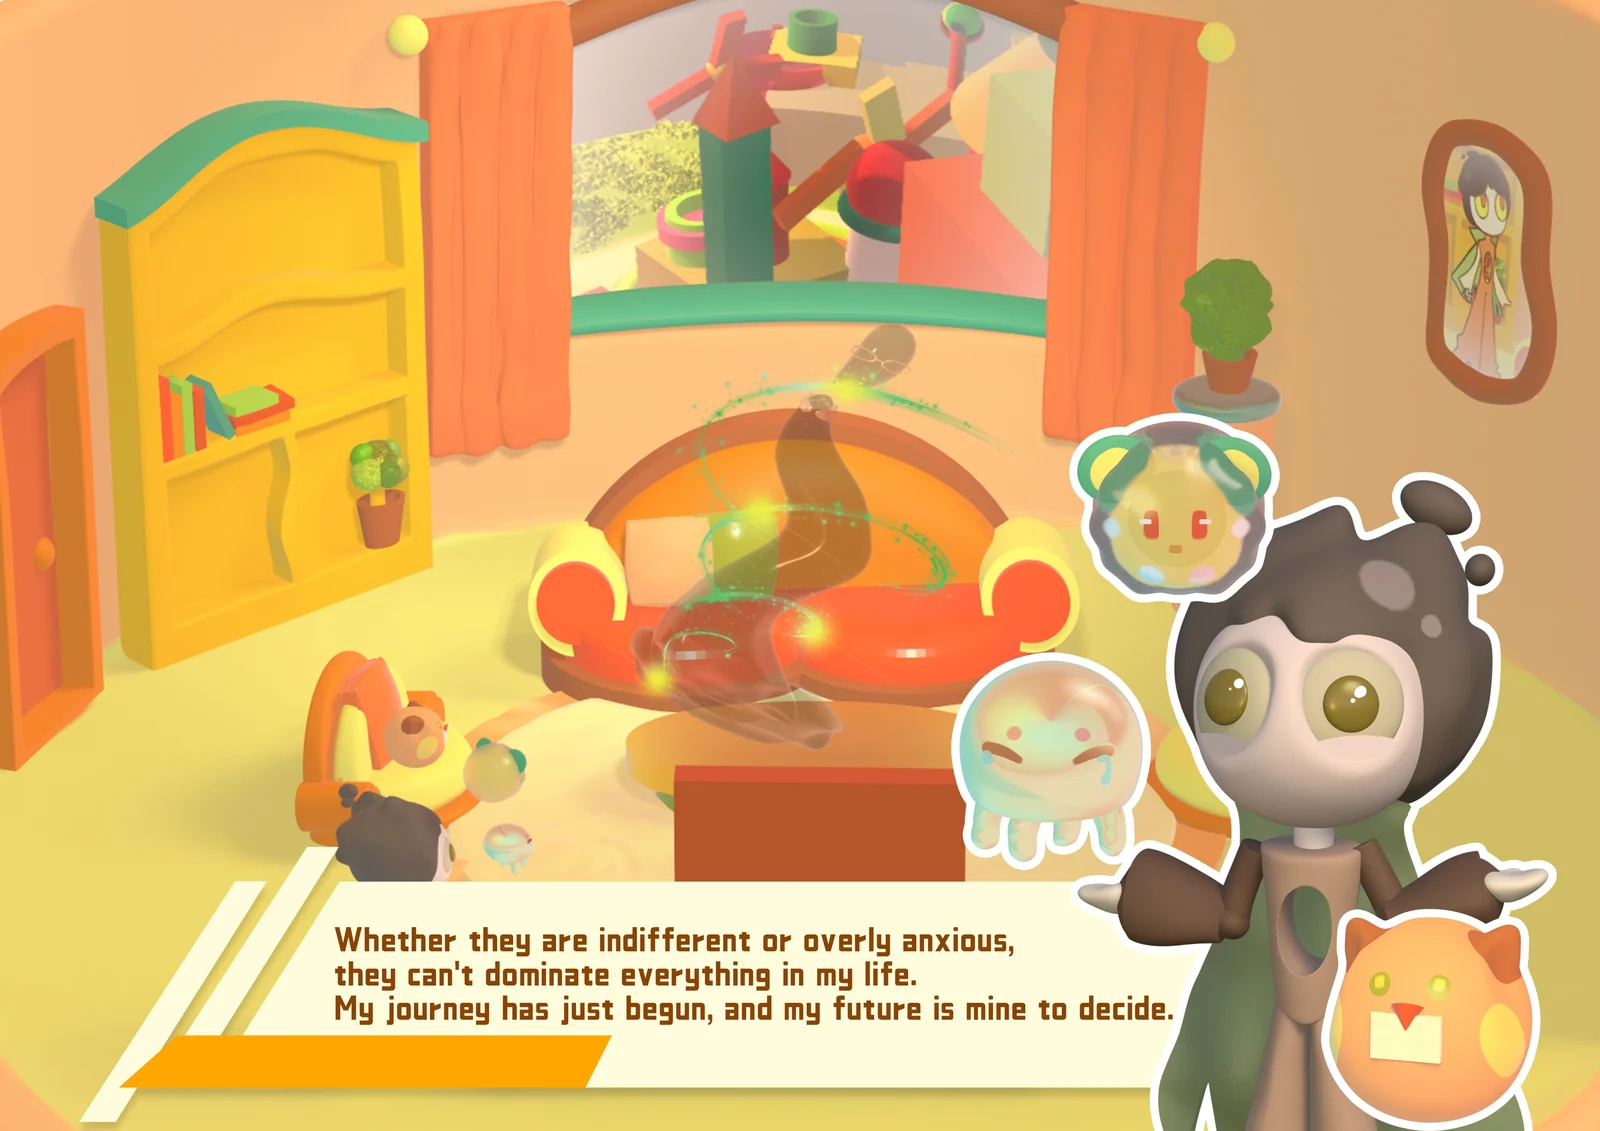 Whether they are indifferent or overly anxious,
they can't dominate everything in my life.
My journey has just begun, and my future is mine to decide.